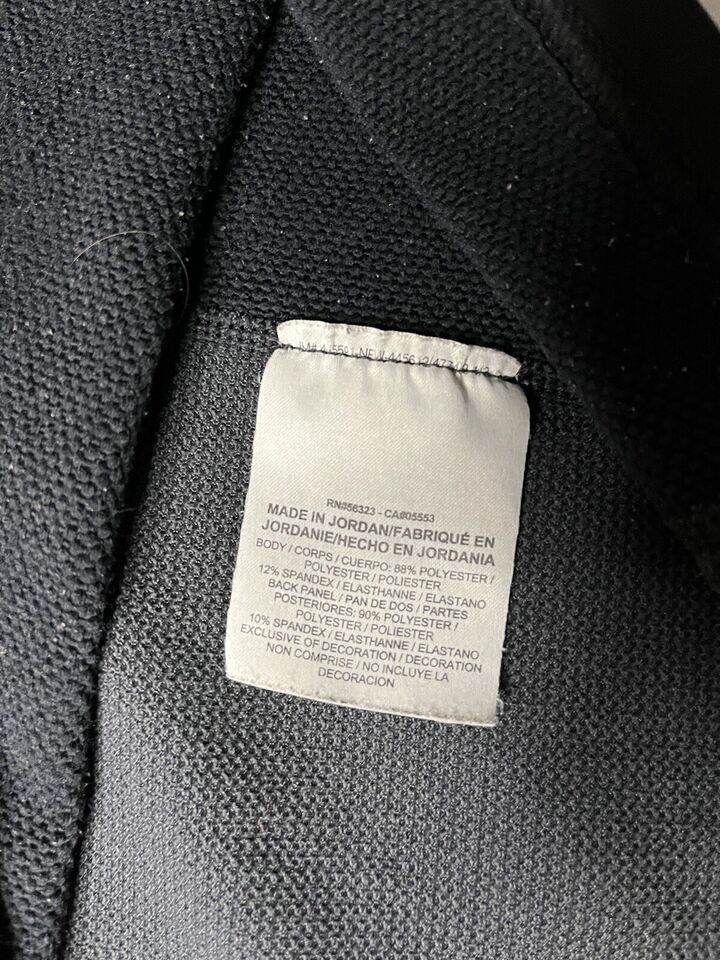 RN#56323 - CA#05553
MADE IN JORDAN/FABRIQUÉ EN
JORDANIE/HECHO EN JORDANIA
BODY / CORPS / CUERPO: 88% POLYESTER /
POLYESTER / POLIESTER
12% SPANDEX / ELASTHANNE / ELASTANO
BACK PANEL / PAN DE DOS / PARTES
POSTERIORES: 90% POLYESTER /
POLYESTER / POLIESTER
10% SPANDEX / ELASTHANNE / ELASTANO
EXCLUSIVE OF DECORATION / DECORATION
NON COMPRISE / NO INCLUYE LA
DECORACION